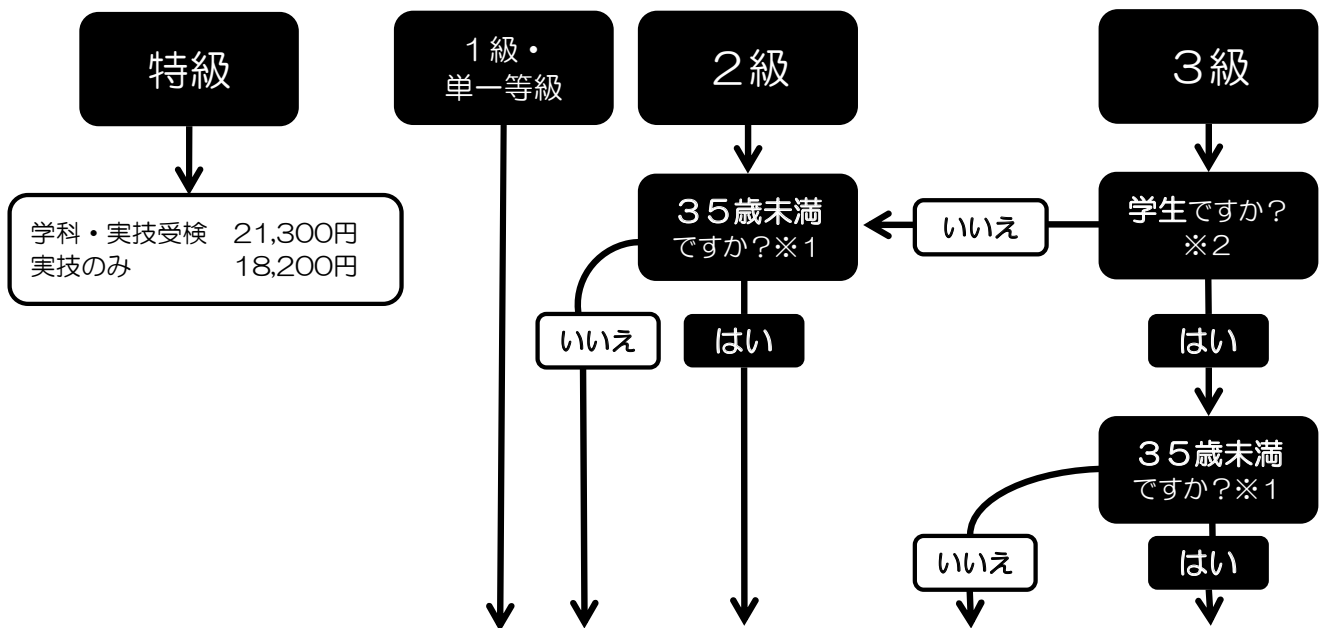 特級
１級・
単一等級
２級
３級
学科・実技受検　21,300円
実技のみ　18,200円
３５歳未満
ですか？※１
いいえ
学生ですか？
※２
いいえ
はい
はい
３５歳未満
ですか？※１
いいえ
はい